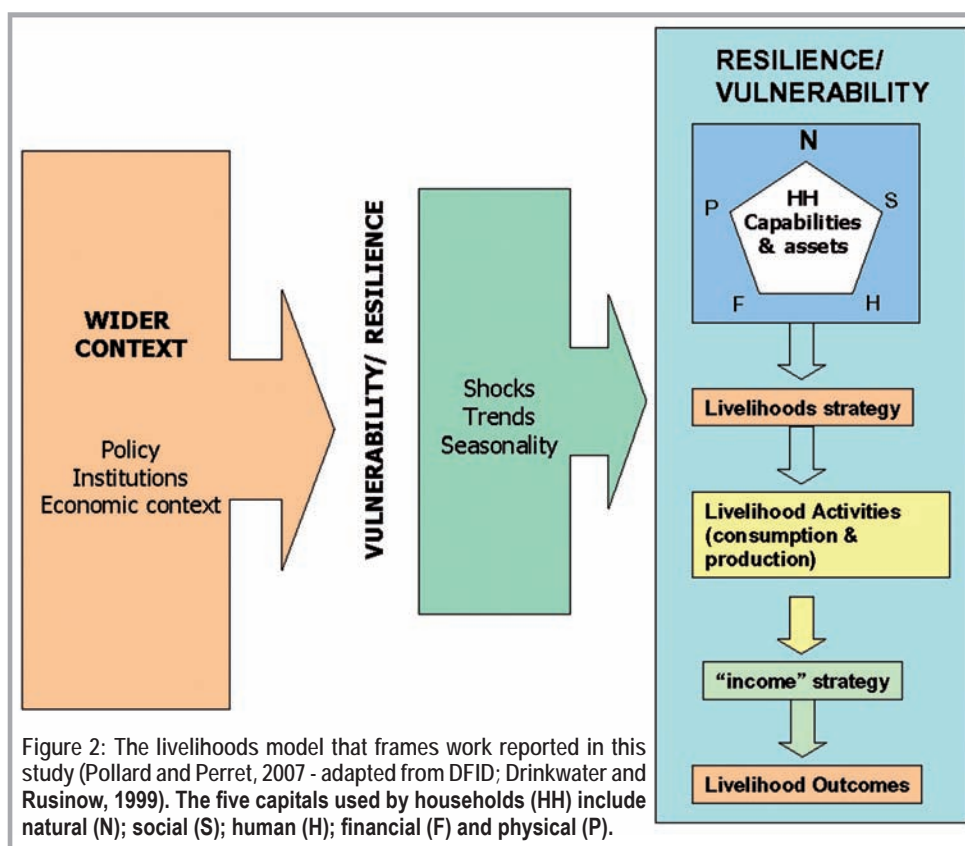 WIDER
CONTEXT
Policy
Institutions
Economic context
VULNERABILITY/ RESILIENCE
Shocks
Trends
Seasonality
RESILIENCE/
VULNERABILITY
N
P
S
HH
Capabilities
& assets
F
H
Livelihoods strategy
Livelihood Activities
(consumption &
production)
“income” strategy
Livelihood Outcomes
Figure 2: The livelihoods model that frames work reported in this
study (Pollard and Perret, 2007 - adapted from DFID; Drinkwater and
Rusinow, 1999). The five capitals used by households (HH) include
natural (N); social (S); human (H); financial (F) and physical (P).